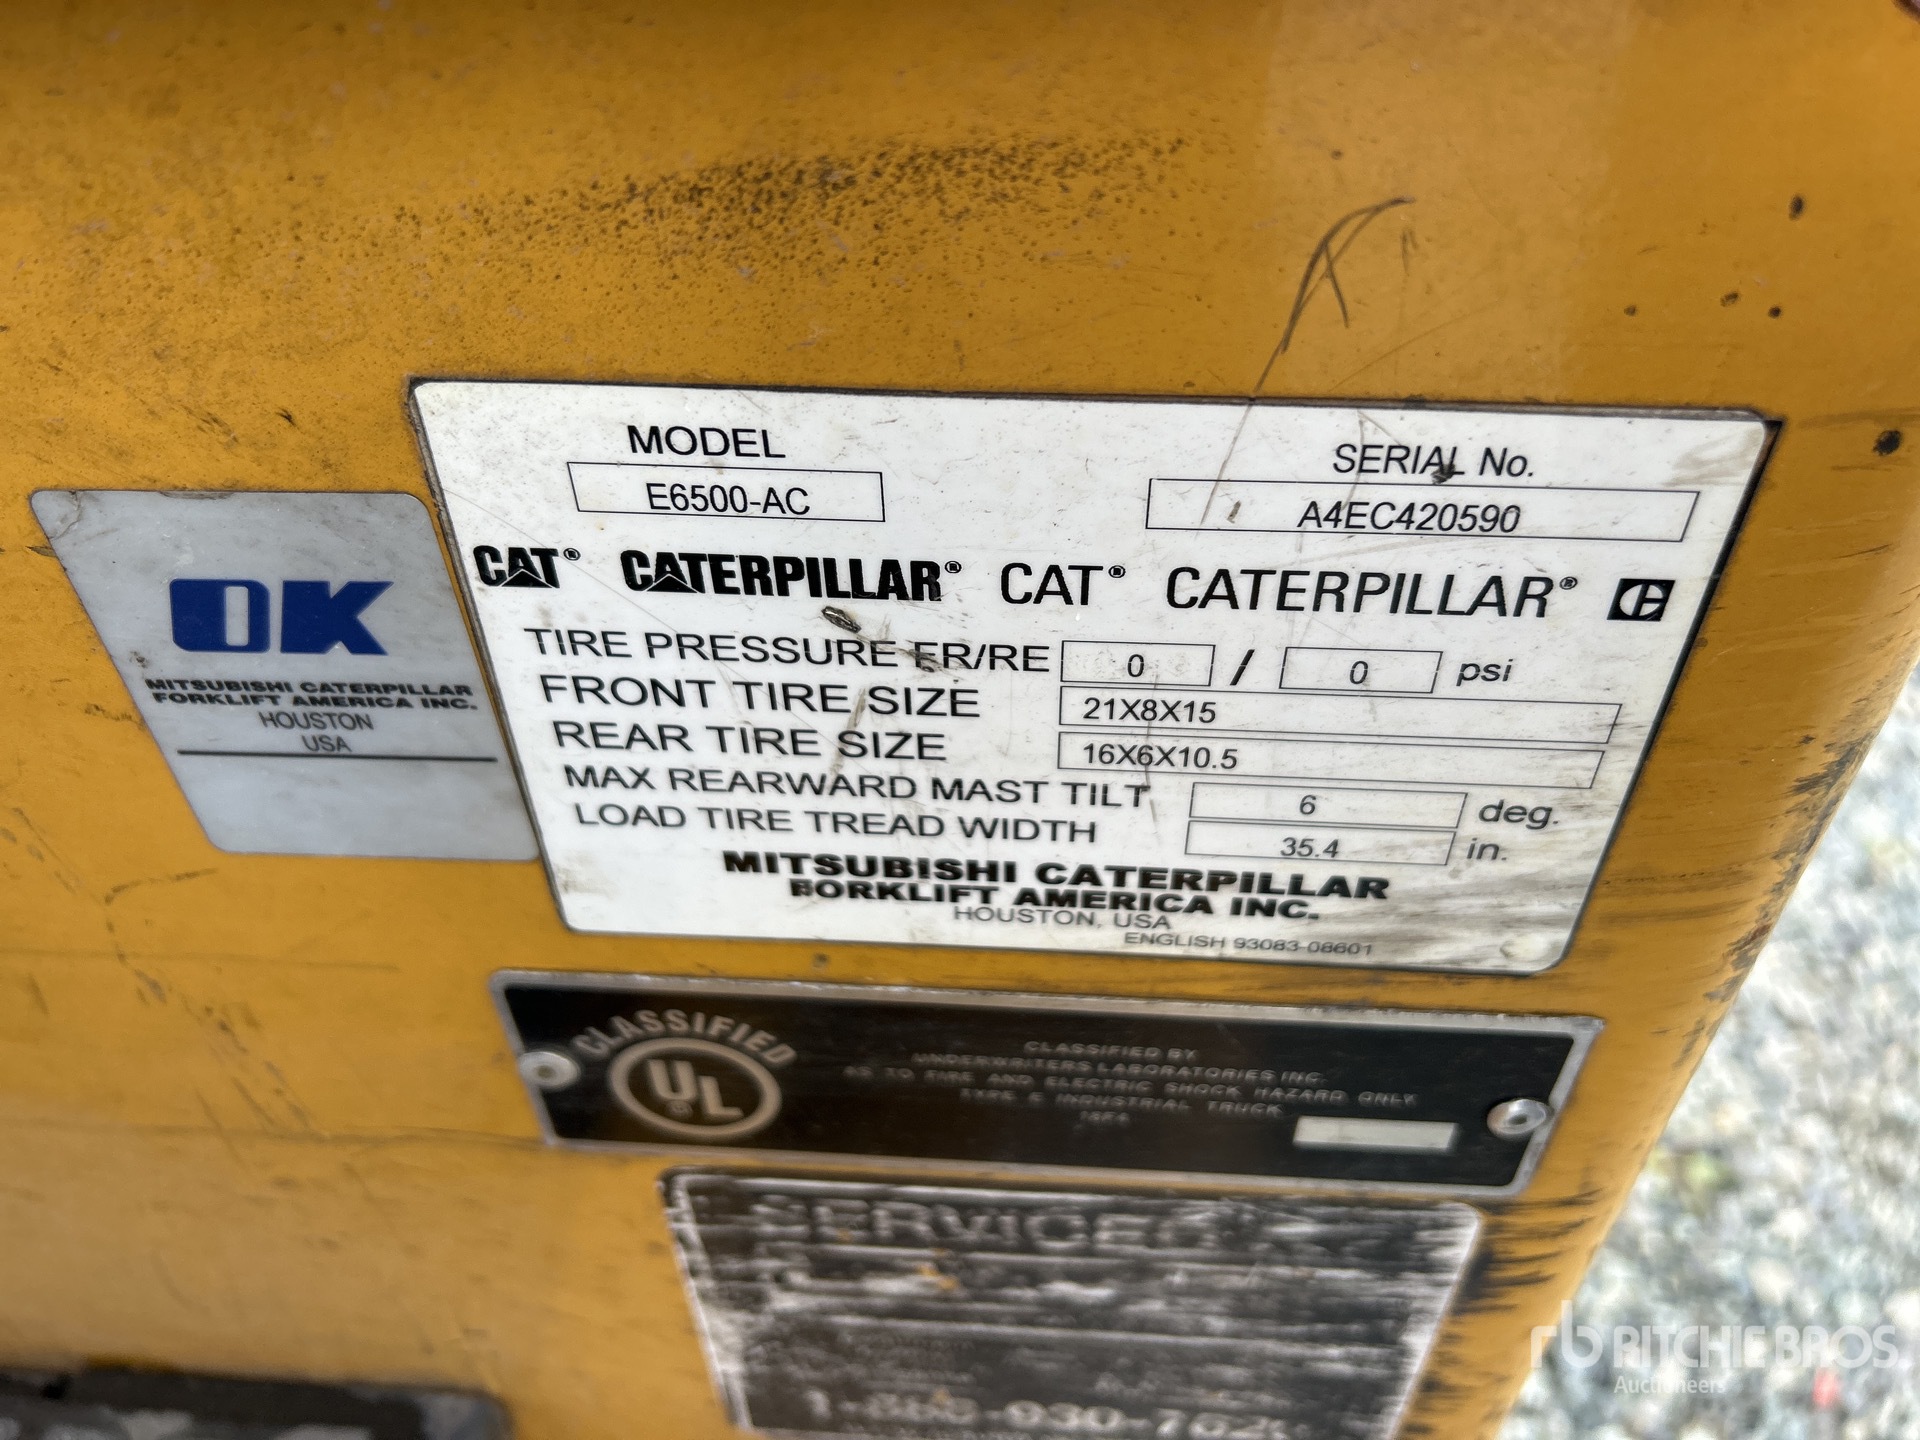 MODEL
E6500-AC
SERIAL No.
A4EC420590
CAT® CATERPILLAR® CAT® CATERPILLAR®
TIRE PRESSURE FR/RE 0 / 0 psi
FRONT TIRE SIZE 21X8X15
REAR TIRE SIZE 16X6X10.5
MAX REARWARD MAST TILT 6 deg.
LOAD TIRE TREAD WIDTH 35.4 in.
MITSUBISHI CATERPILLAR
FORKLIFT AMERICA INC.
HOUSTON, USA
ENGLISH 93083-08601
OK
MITSUBISHI CATERPILLAR
FORKLIFT AMERICA INC.
HOUSTON
USA
CLASSIFIED
UL®
CLASSIFIED BY
UNDERWRITERS LABORATORIES INC.
AS TO FIRE AND ELECTRIC SHOCK HAZARD ONLY
TYPE E INDUSTRIAL TRUCK
18E4
SERVICE
rb RITCHIE BROS
Auctioneers